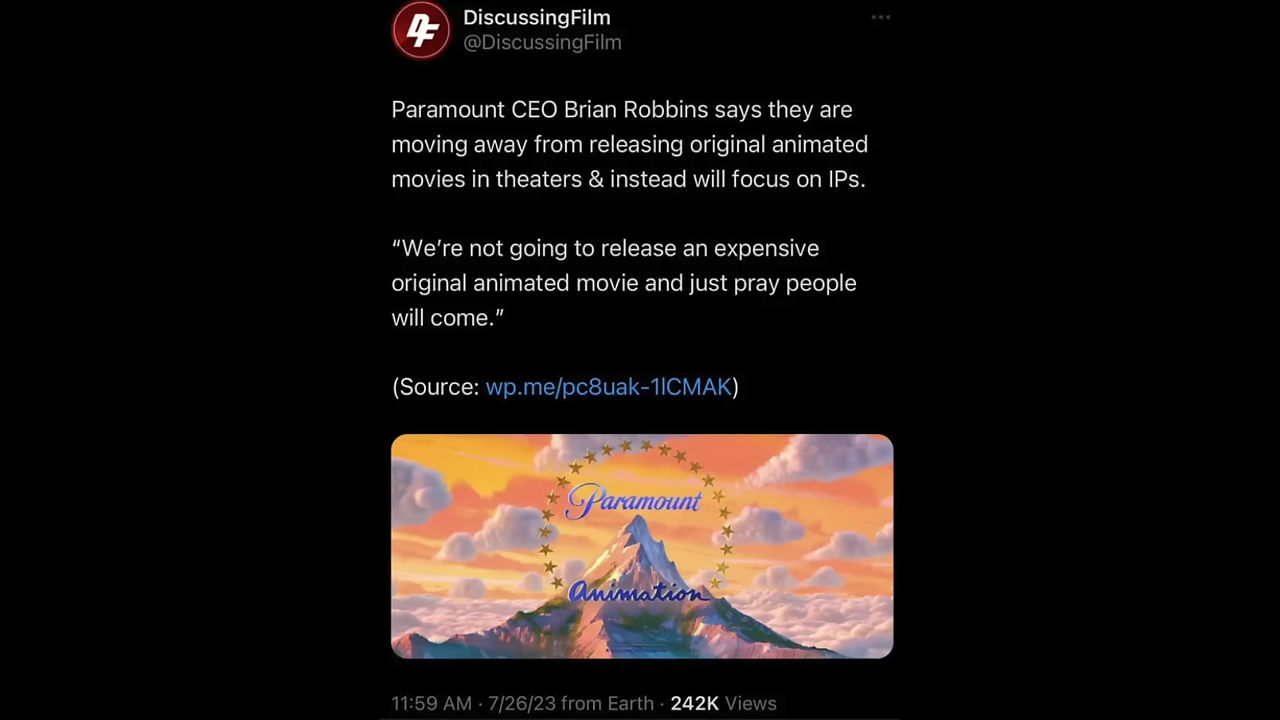 DiscussingFilm
@DiscussingFilm
Paramount CEO Brian Robbins says they are
moving away from releasing original animated
movies in theaters & instead will focus on IPs.
“We’re not going to release an expensive
original animated movie and just pray people
will come.”
(Source: wp.me/pc8uak-1lCMAK)
Paramount
Animation
11:59 AM · 7/26/23 from Earth · 242K Views